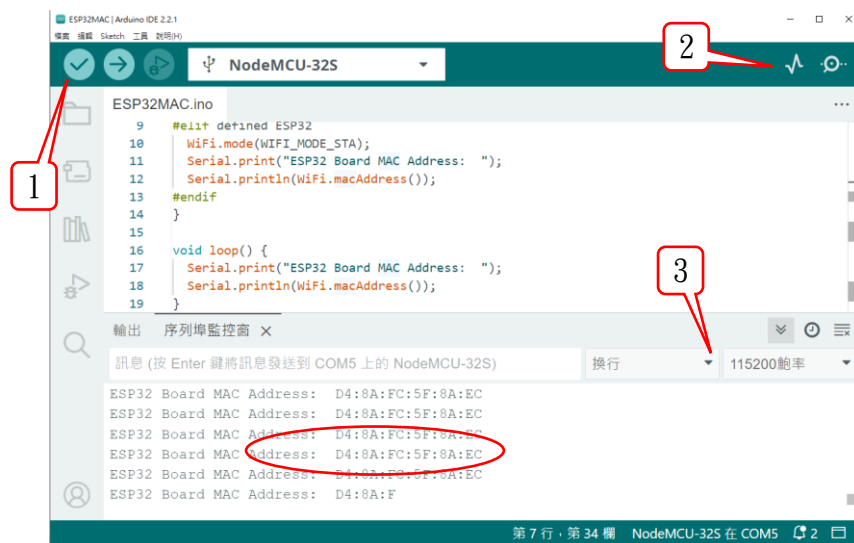 ESP32MAC | Arduino IDE 2.2.1
檔案 編輯 Sketch 工具 說明(H)
NodeMCU-32S
2
ESP32MAC.ino
9 #elif defined ESP32
10 WiFi.mode(WIFI_MODE_STA);
11 Serial.print("ESP32 Board MAC Address:  ");
12 Serial.println(WiFi.macAddress());
13 #endif
14 }
15
16 void loop() {
17 Serial.print("ESP32 Board MAC Address:  ");
18 Serial.println(WiFi.macAddress());
19 }
1
3
輸出 序列埠監控窗
訊息 (按 Enter 鍵將訊息發送到 COM5 上的 NodeMCU-32S) 換行 115200鮑率
ESP32 Board MAC Address:  D4:8A:FC:5F:8A:EC
ESP32 Board MAC Address:  D4:8A:FC:5F:8A:EC
ESP32 Board MAC Address:  D4:8A:FC:5F:8A:EC
ESP32 Board MAC Address:  D4:8A:FC:5F:8A:EC
ESP32 Board MAC Address:  D4:8A:FC:5F:8A:EC
ESP32 Board MAC Address:  D4:8A:F
第 7 行，第 34 欄 NodeMCU-32S 在 COM5 2